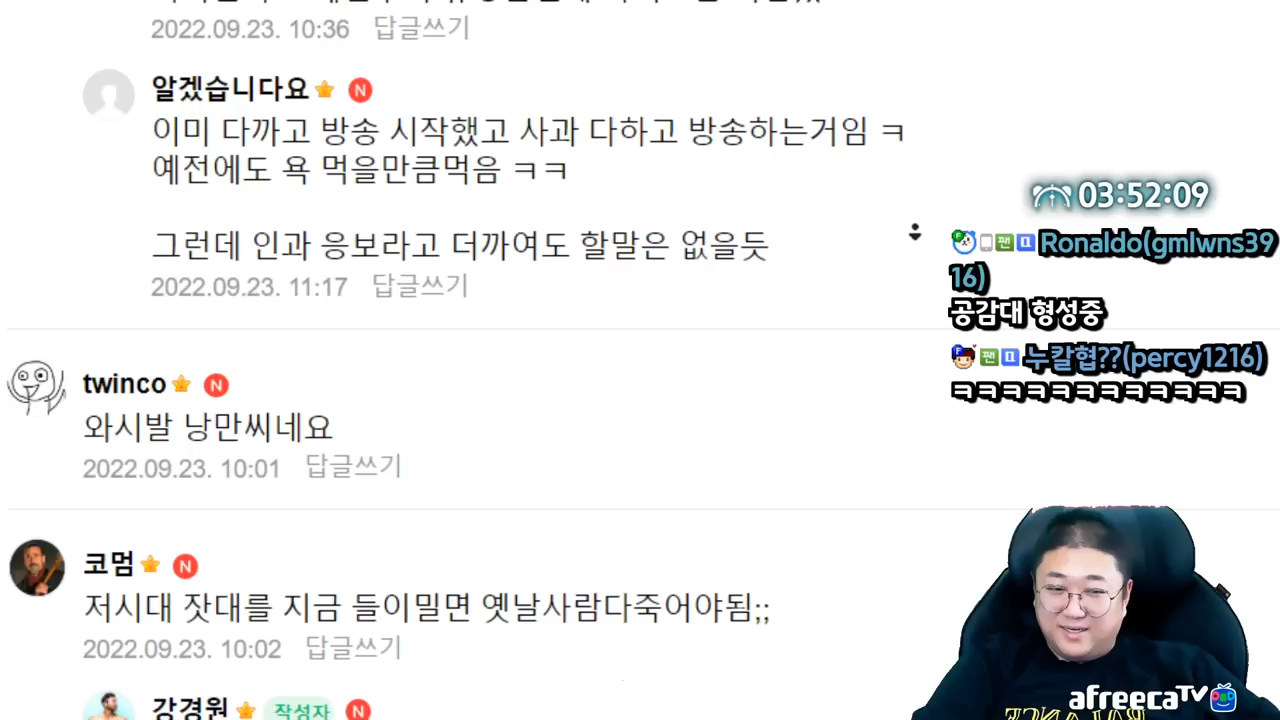 2022.09.23. 10:36 답글쓰기
알겠습니다요 N
이미 다까고 방송 시작했고 사과 다하고 방송하는거임 ㅋ
예전에도 욕 먹을만큼먹음 ㅋㅋ
그런데 인과 응보라고 더까여도 할말은 없을듯
2022.09.23. 11:17 답글쓰기
twinco N
와시발 낭만씨네요
2022.09.23. 10:01 답글쓰기
코멈 N
저시대 잣대를 지금 들이밀면 옛날사람다죽어야됨;;
2022.09.23. 10:02 답글쓰기
강경원 작성자 N
03:52:09
F 팬 Ronaldo(gmlwns39
16)
공감대 형성중
F 팬 누칼협??(percy1216)
ㅋㅋㅋㅋㅋㅋㅋㅋㅋㅋㅋㅋ
afreecaTV